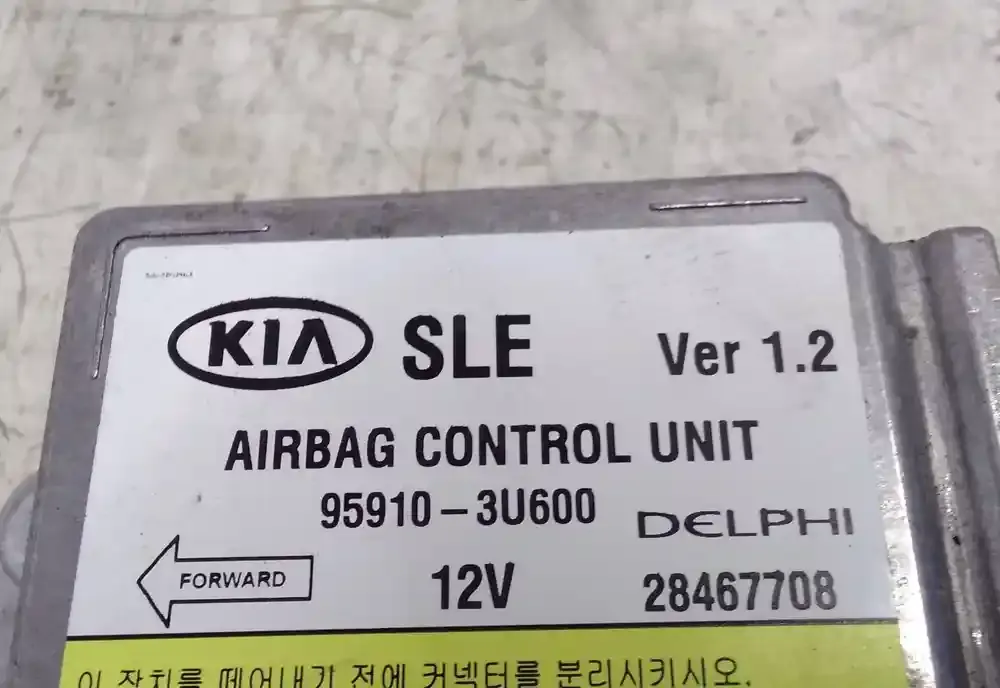 KIA SLE Ver 1.2
AIRBAG CONTROL UNIT
95910-3U600 DELPHI
FORWARD 12V 28467708
이 장치를 떼어내기 전에 커넥터를 분리시키시오.